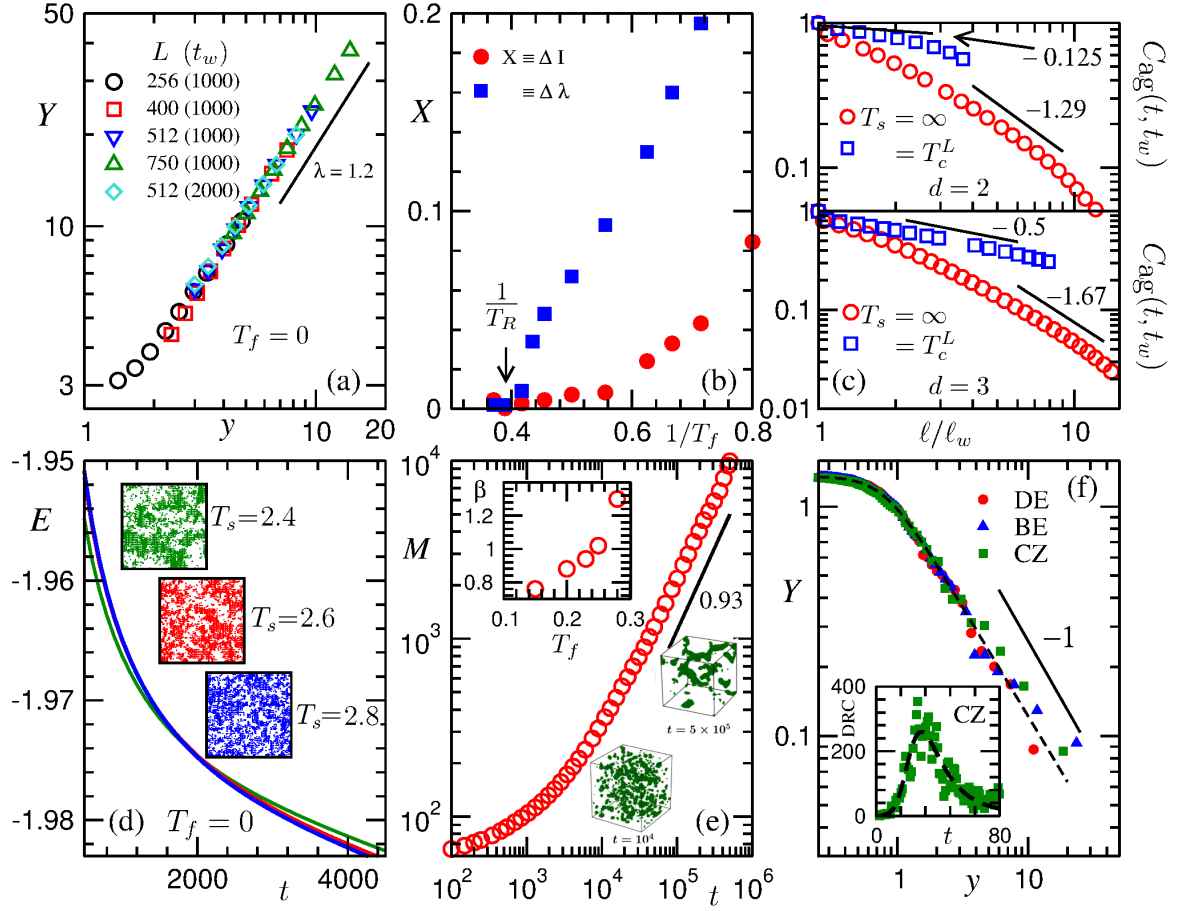 50
Y
10
3
L (t_w)
256 (1000)
400 (1000)
512 (1000)
750 (1000)
512 (2000)
λ = 1.2
T_f = 0
(a)
1
y
10
20
0.2
X
0.1
0
X ≡ Δ I
≡ Δ λ
1/T_R
(b)
0.4
0.6
1/T_f
0.8
1
0.1
−0.125
−1.29
T_s = ∞
= T_c^L
d = 2
C_ag(t, t_w)
0.1
0.01
−0.5
−1.67
T_s = ∞
= T_c^L
(c)
d = 3
C_ag(t, t_w)
1
ℓ/ℓ_w
10
-1.95
E
-1.96
-1.97
-1.98
T_s=2.4
T_s=2.6
T_s=2.8
(d)
T_f = 0
2000
t
4000
10^4
M
10^3
10^2
β
1.2
1
0.8
0.1
0.2
0.3
T_f
0.93
t = 5 × 10^5
t = 10^4
(e)
10^2
10^3
10^4
10^5
t
10^6
1
Y
0.1
DE
BE
CZ
(f)
−1
400
DRC
200
0
CZ
0
t
80
1
y
10